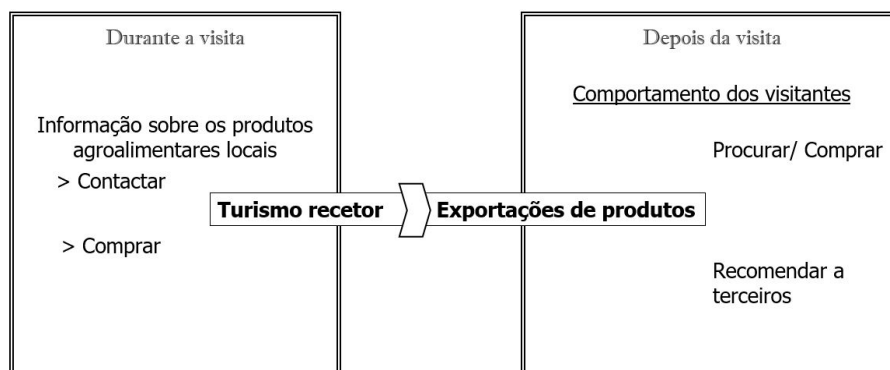 Durante a visita
Informação sobre os produtos
agroalimentares locais
> Contactar
> Comprar
Turismo recetor
Exportações de produtos
Depois da visita
Comportamento dos visitantes
Procurar/ Comprar
Recomendar a
terceiros